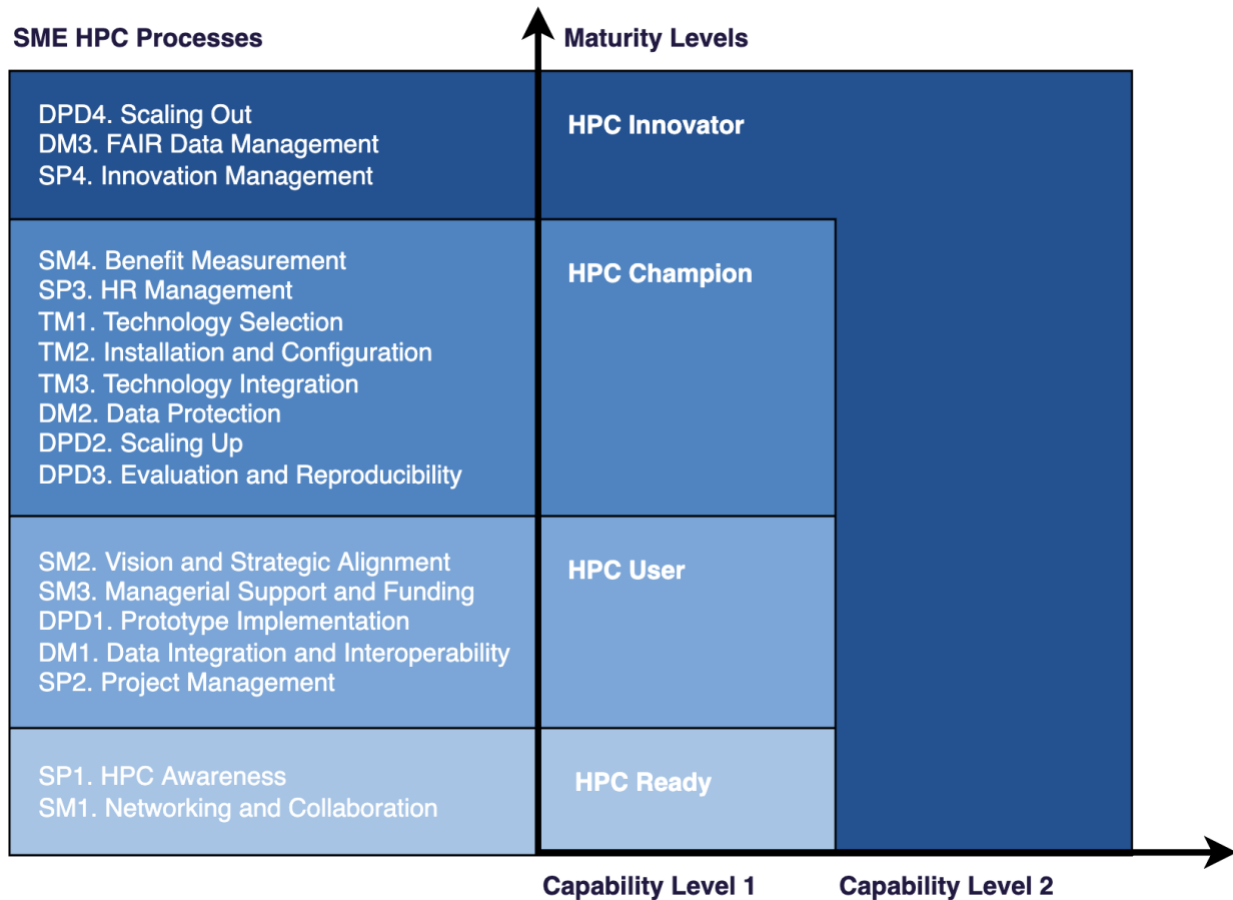 SME HPC Processes
Maturity Levels
DPD4. Scaling Out
DM3. FAIR Data Management
SP4. Innovation Management
HPC Innovator
SM4. Benefit Measurement
SP3. HR Management
TM1. Technology Selection
TM2. Installation and Configuration
TM3. Technology Integration
DM2. Data Protection
DPD2. Scaling Up
DPD3. Evaluation and Reproducibility
HPC Champion
SM2. Vision and Strategic Alignment
SM3. Managerial Support and Funding
DPD1. Prototype Implementation
DM1. Data Integration and Interoperability
SP2. Project Management
HPC User
SP1. HPC Awareness
SM1. Networking and Collaboration
HPC Ready
Capability Level 1
Capability Level 2